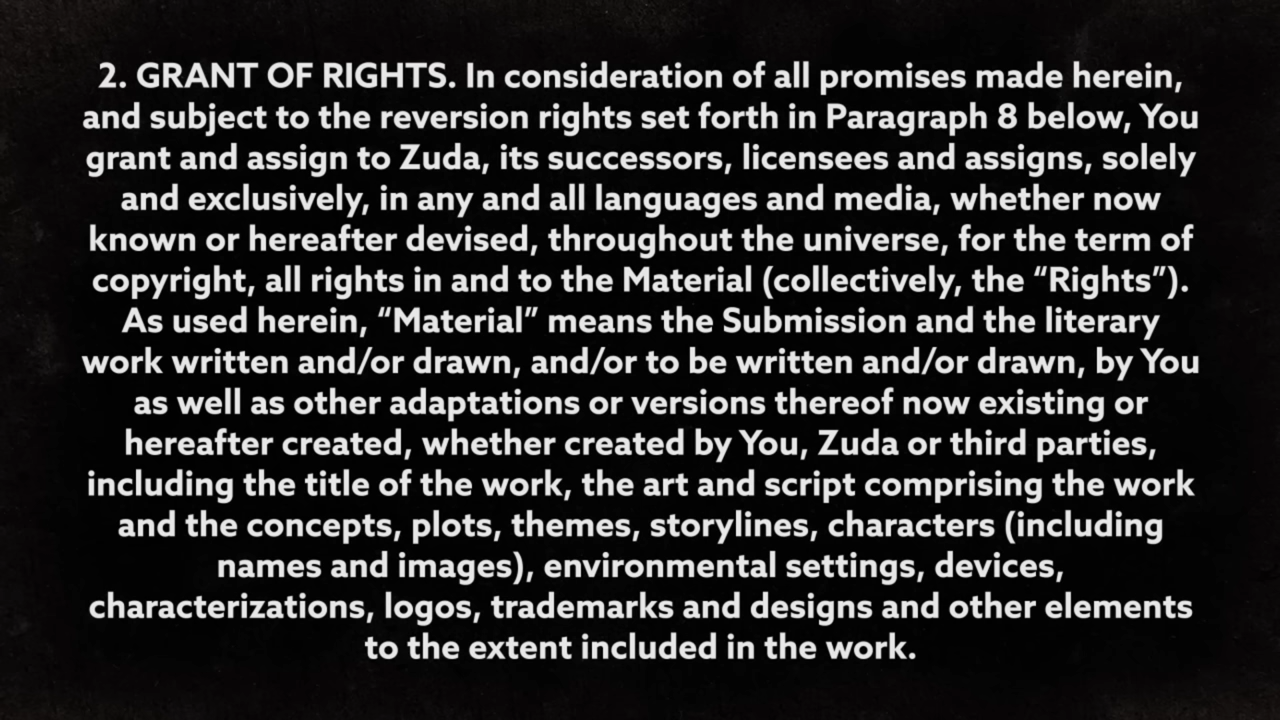 2. GRANT OF RIGHTS. In consideration of all promises made herein,
and subject to the reversion rights set forth in Paragraph 8 below, You
grant and assign to Zuda, its successors, licensees and assigns, solely
and exclusively, in any and all languages and media, whether now
known or hereafter devised, throughout the universe, for the term of
copyright, all rights in and to the Material (collectively, the “Rights”).
As used herein, “Material” means the Submission and the literary
work written and/or drawn, and/or to be written and/or drawn, by You
as well as other adaptations or versions thereof now existing or
hereafter created, whether created by You, Zuda or third parties,
including the title of the work, the art and script comprising the work
and the concepts, plots, themes, storylines, characters (including
names and images), environmental settings, devices,
characterizations, logos, trademarks and designs and other elements
to the extent included in the work.